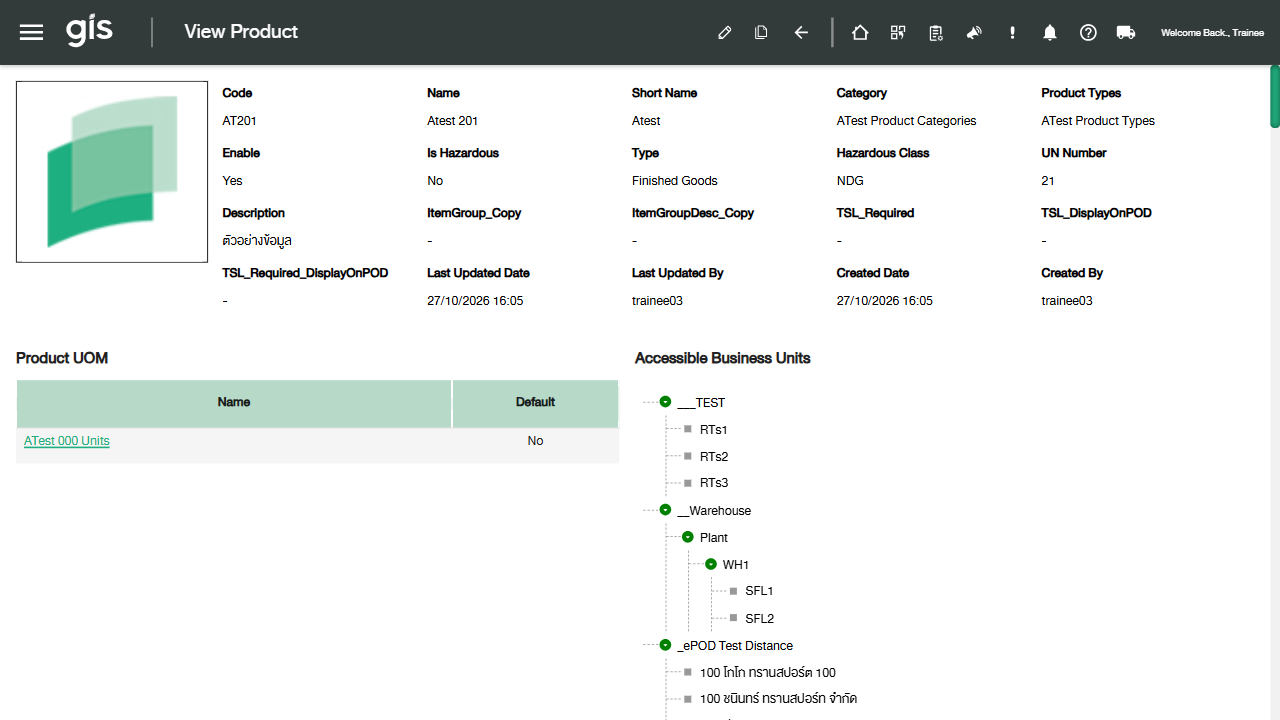 gis
View Product
Welcome Back., Trainee
Code
Name
Short Name
Category
Product Types
AT201
Atest 201
Atest
ATest Product Categories
ATest Product Types
Enable
Is Hazardous
Type
Hazardous Class
UN Number
Yes
No
Finished Goods
NDG
21
Description
ItemGroup_Copy
ItemGroupDesc_Copy
TSL_Required
TSL_DisplayOnPOD
ตัวอย่างข้อมูล
-
-
-
-
TSL_Required_DisplayOnPOD
Last Updated Date
Last Updated By
Created Date
Created By
-
27/10/2026 16:05
trainee03
27/10/2026 16:05
trainee03
Product UOM
Name
Default
ATest 000 Units
No
Accessible Business Units
___TEST
RTs1
RTs2
RTs3
__Warehouse
Plant
WH1
SFL1
SFL2
_ePOD Test Distance
100 โกโก ทรานสปอร์ต 100
100 ชนินทร์ ทรานสปอร์ท จำกัด